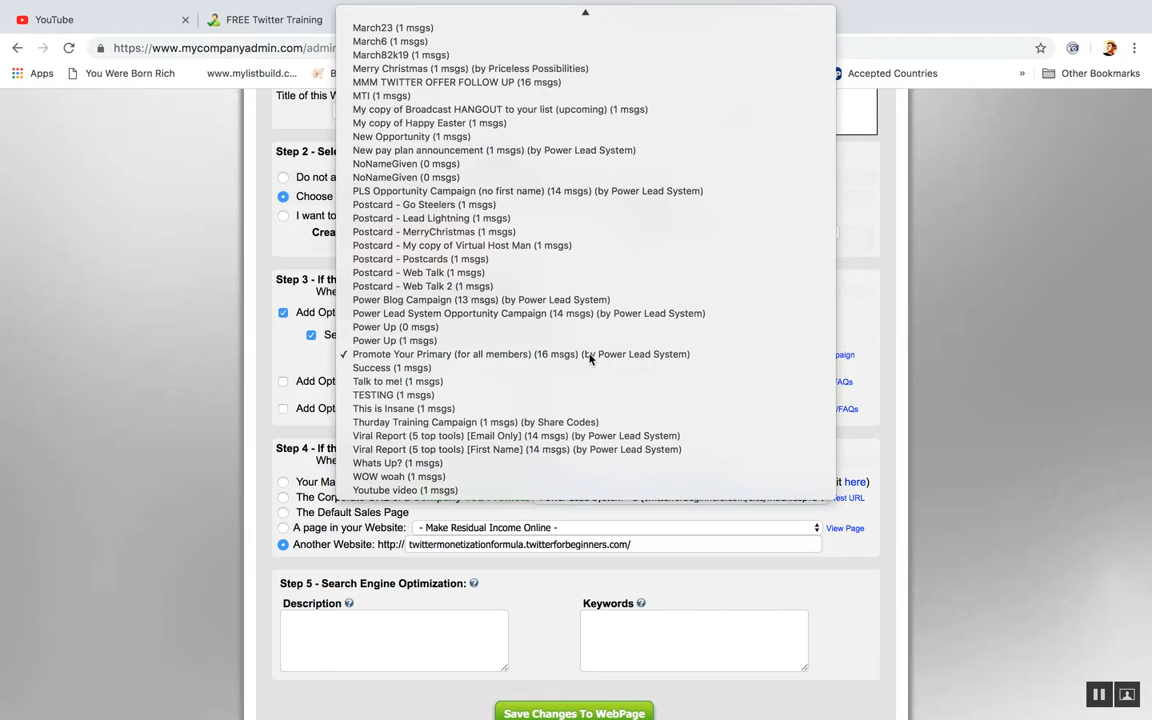 YouTube
FREE Twitter Training
https://www.mycompanyadmin.com/admi
Apps
You Were Born Rich
www.mylistbuild.c...
Accepted Countries
»
Other Bookmarks
March23 (1 msgs)
March6 (1 msgs)
March82k19 (1 msgs)
Merry Christmas (1 msgs) (by Priceless Possibilities)
MMM TWITTER OFFER FOLLOW UP (16 msgs)
MTI (1 msgs)
My copy of Broadcast HANGOUT to your list (upcoming) (1 msgs)
My copy of Happy Easter (1 msgs)
New Opportunity (1 msgs)
New pay plan announcement (1 msgs) (by Power Lead System)
NoNameGiven (0 msgs)
NoNameGiven (0 msgs)
PLS Opportunity Campaign (no first name) (14 msgs) (by Power Lead System)
Postcard - Go Steelers (1 msgs)
Postcard - Lead Lightning (1 msgs)
Postcard - MerryChristmas (1 msgs)
Postcard - My copy of Virtual Host Man (1 msgs)
Postcard - Postcards (1 msgs)
Postcard - Web Talk (1 msgs)
Postcard - Web Talk 2 (1 msgs)
Power Blog Campaign (13 msgs) (by Power Lead System)
Power Lead System Opportunity Campaign (14 msgs) (by Power Lead System)
Power Up (0 msgs)
Power Up (1 msgs)
✓ Promote Your Primary (for all members) (16 msgs) (by Power Lead System)
Success (1 msgs)
Talk to me! (1 msgs)
TESTING (1 msgs)
This is Insane (1 msgs)
Thurday Training Campaign (1 msgs) (by Share Codes)
Viral Report (5 top tools) [Email Only] (14 msgs) (by Power Lead System)
Viral Report (5 top tools) [First Name] (14 msgs) (by Power Lead System)
Whats Up? (1 msgs)
WOW woah (1 msgs)
Youtube video (1 msgs)
Title of this W
Step 2 - Sele
Do not a
Choose
I want to
Crea
Step 3 - If th
Whe
Add Opt
Se
paign
Add Opt
/FAQs
Add Opt
/FAQs
Step 4 - If th
Whe
Your Ma
it here)
est URL
The Default Sales Page
A page in your Website:
- Make Residual Income Online -
View Page
Another Website: http://
twittermonetizationformula.twitterforbeginners.com/
Step 5 - Search Engine Optimization:
Description
Keywords
Save Changes To WebPage